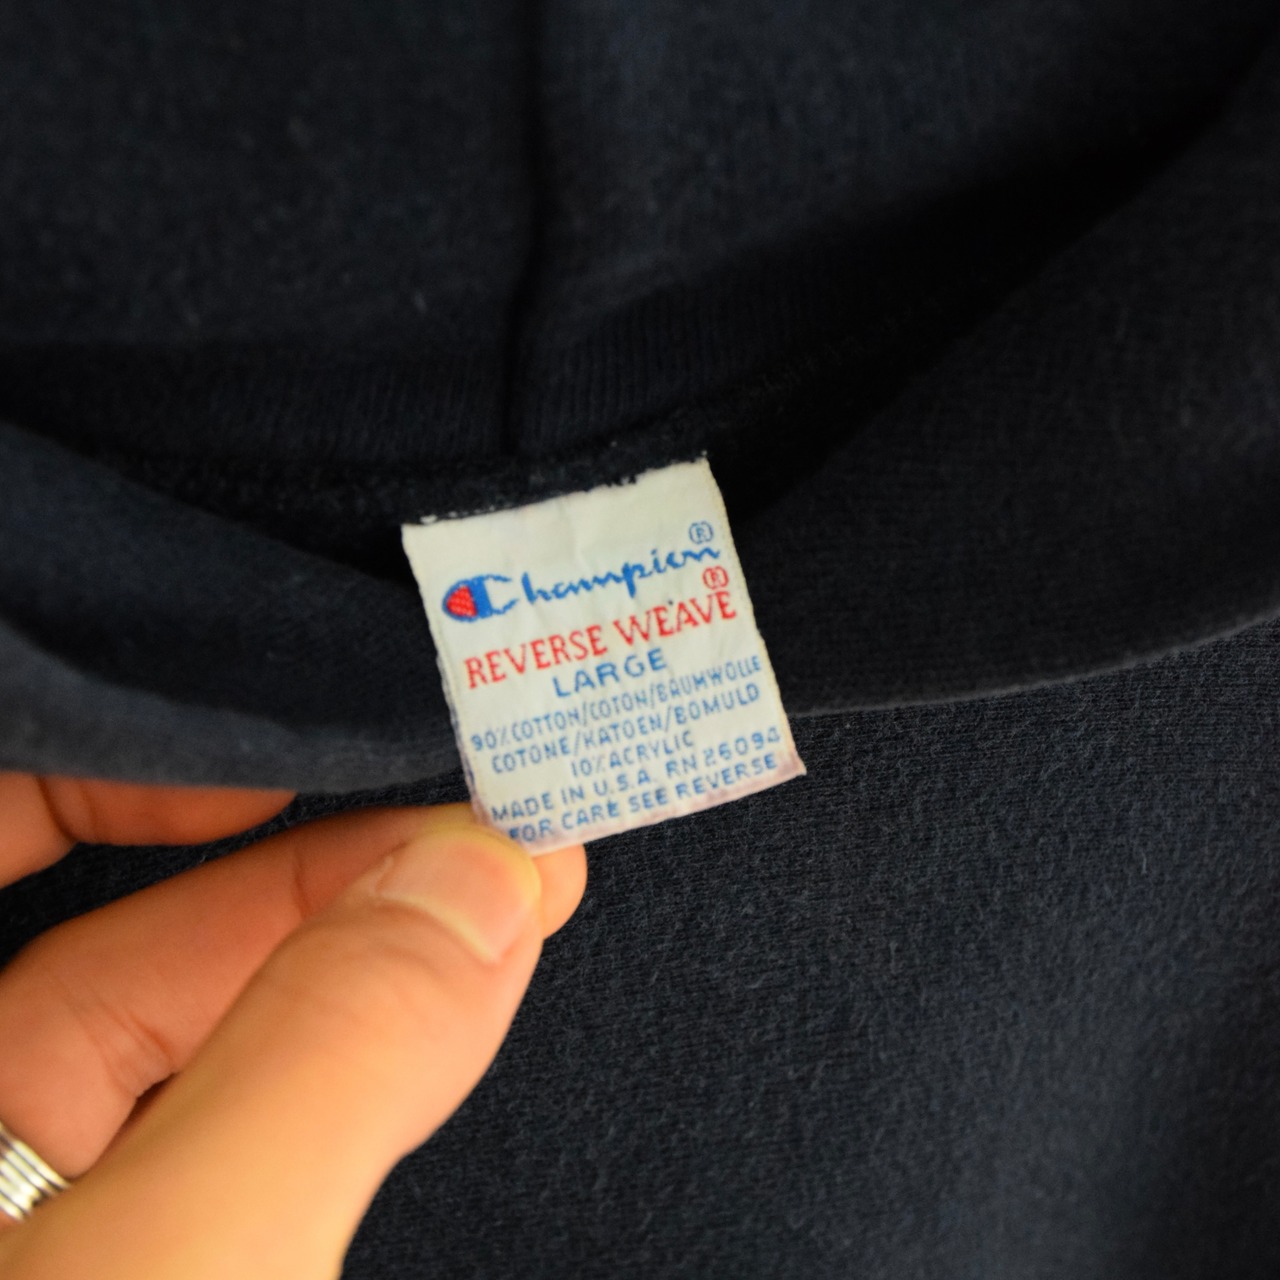 Champion®
REVERSE WEAVE®
LARGE
90% COTTON/COTON/BAUMWOLLE
COTONE/KATOEN/BOMULD
10% ACRYLIC
MADE IN U.S.A. RN 26094
FOR CARE SEE REVERSE